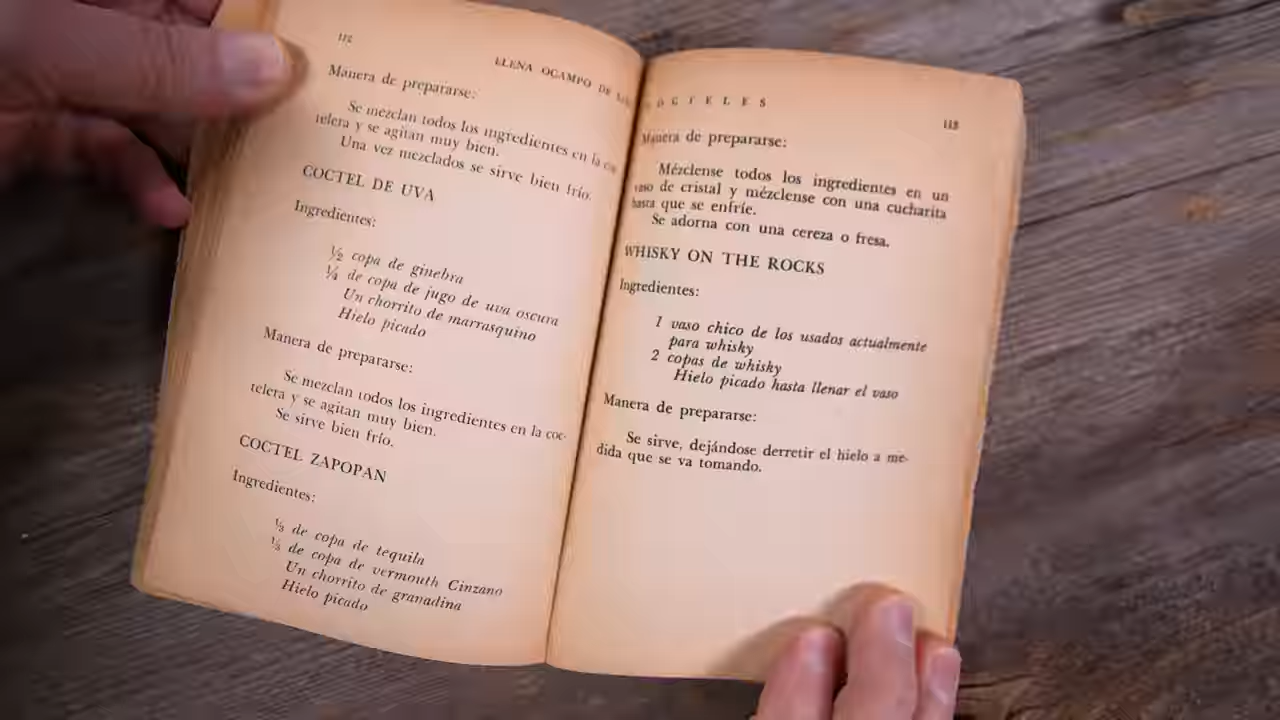 112
ELENA OCAMPO DE
Manera de prepararse:
Se mezclan todos los ingredientes en la coc-
telera y se agitan muy bien.
Una vez mezclados se sirve bien frío.
COCTEL DE UVA
Ingredientes:
½ copa de ginebra
¼ de copa de jugo de uva oscura
Un chorrito de marrasquino
Hielo picado
Manera de prepararse:
Se mezclan todos los ingredientes en la coc-
telera y se agitan muy bien.
Se sirve bien frío.
COCTEL ZAPOPAN
Ingredientes:
⅓ de copa de tequila
⅓ de copa de vermouth Cinzano
Un chorrito de granadina
Hielo picado
COCTELES
113
Manera de prepararse:
Mézclense todos los ingredientes en un
vaso de cristal y mézclense con una cucharita
hasta que se enfríe.
Se adorna con una cereza o fresa.
WHISKY ON THE ROCKS
Ingredientes:
1 vaso chico de los usados actualmente
para whisky
2 copas de whisky
Hielo picado hasta llenar el vaso
Manera de prepararse:
Se sirve, dejándose derretir el hielo a me-
dida que se va tomando.